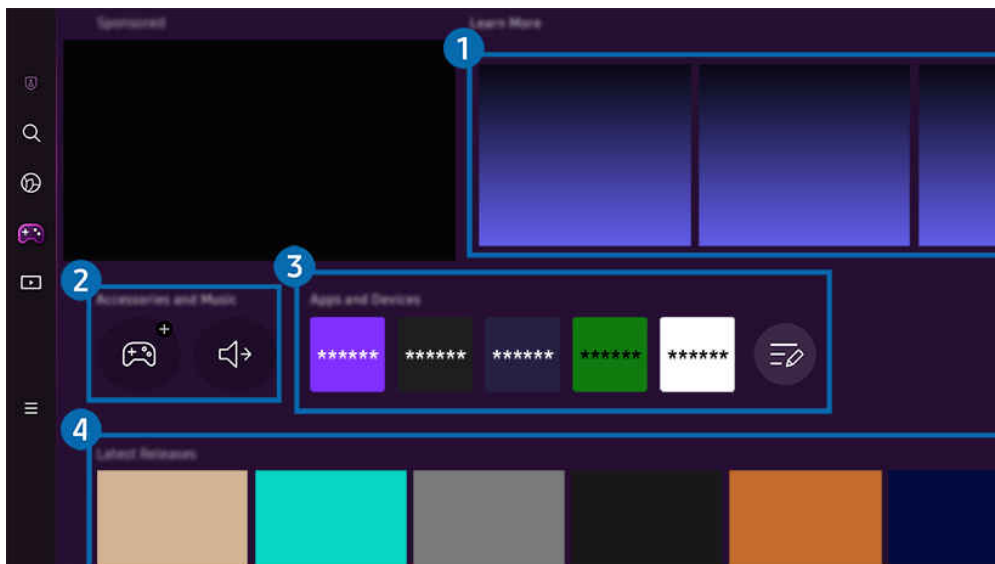 Sponsored
Learn More
1
2
3
Accessories and Music
Apps and Devices
****** ****** ****** ****** ******
4
Latest Releases